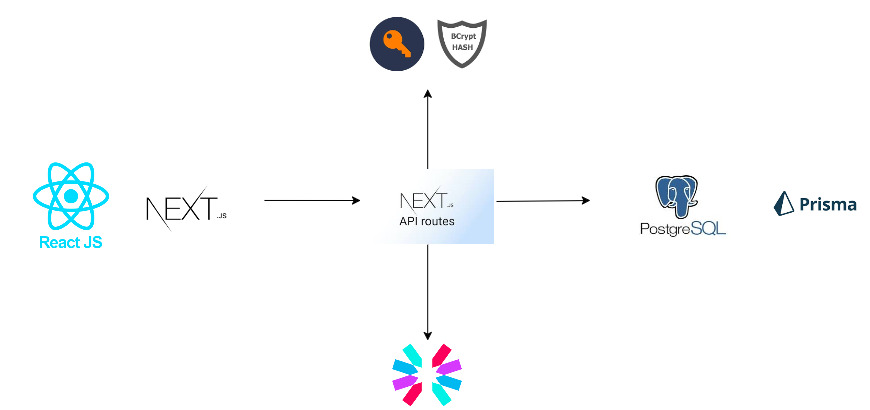 BCrypt
HASH
React JS
NEXT.JS
NEXT.JS
API routes
PostgreSQL
Prisma